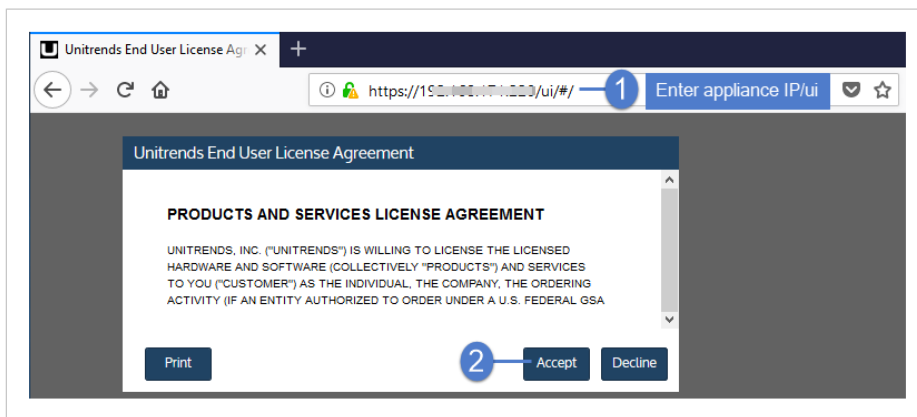 Unitrends End User License Agr
https://19 /ui/#/
1
Enter appliance IP/ui
Unitrends End User License Agreement
PRODUCTS AND SERVICES LICENSE AGREEMENT
UNITRENDS, INC. ("UNITRENDS") IS WILLING TO LICENSE THE LICENSED
HARDWARE AND SOFTWARE (COLLECTIVELY "PRODUCTS") AND SERVICES
TO YOU ("CUSTOMER") AS THE INDIVIDUAL, THE COMPANY, THE ORDERING
ACTIVITY (IF AN ENTITY AUTHORIZED TO ORDER UNDER A U.S. FEDERAL GSA
Print
2
Accept
Decline